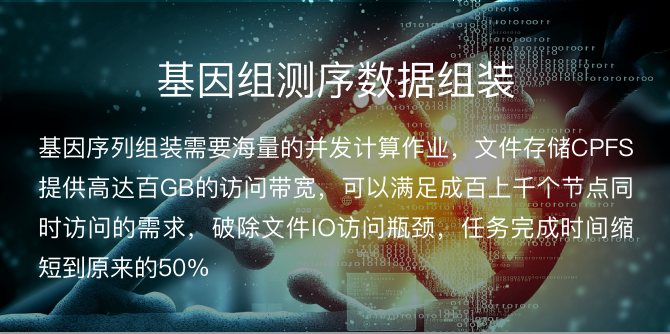 基因组测序数据组装
基因序列组装需要海量的并发计算作业，文件存储CPFS
提供高达百GB的访问带宽，可以满足成百上千个节点同
时访问的需求，破除文件IO访问瓶颈，任务完成时间缩
短到原来的50%